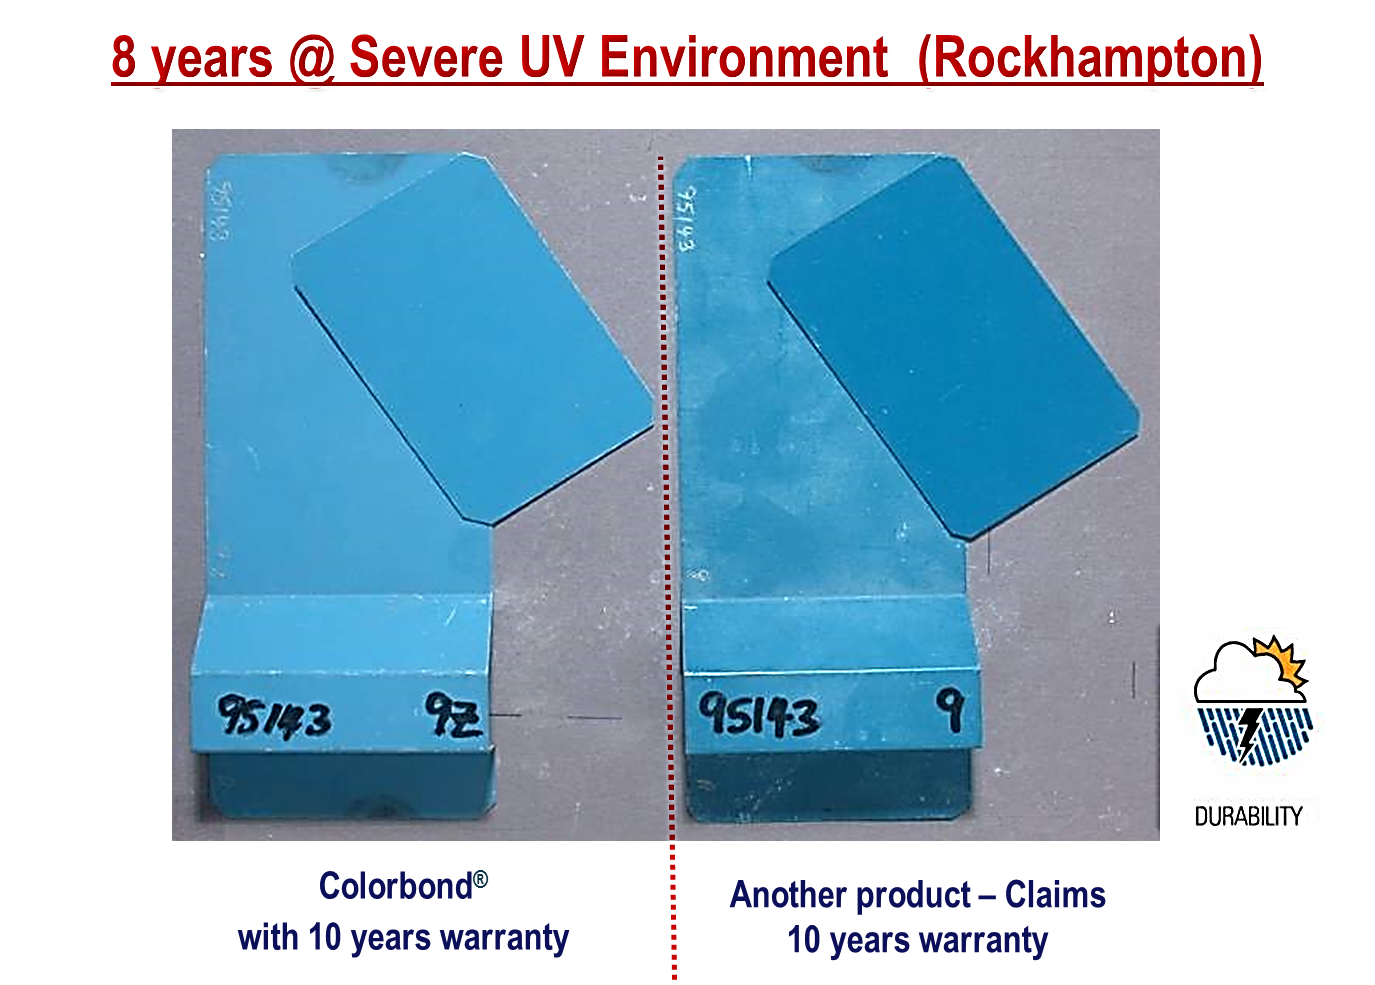 8 years @ Severe UV Environment (Rockhampton)
95143
95143
95143 9Z
95143 9
DURABILITY
Colorbond®
with 10 years warranty
Another product – Claims
10 years warranty